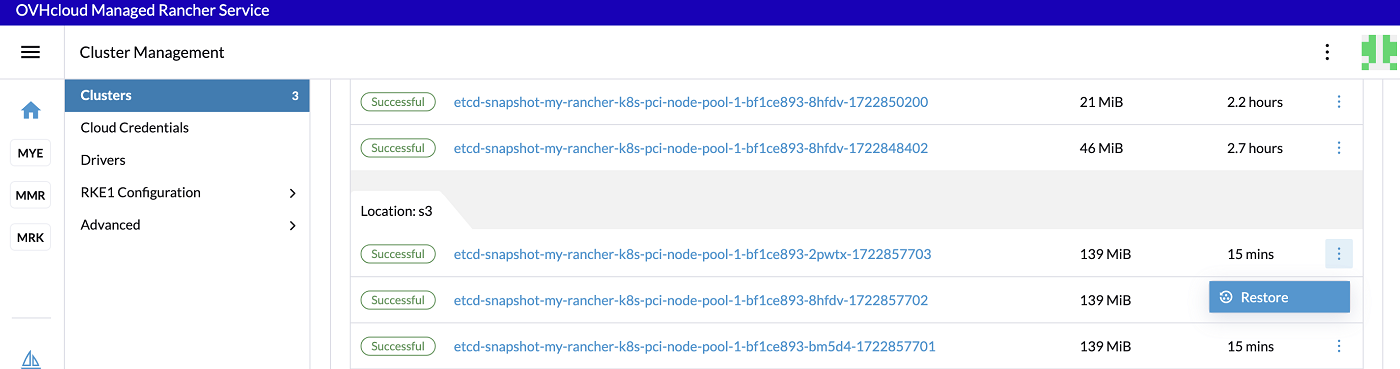 OVHcloud Managed Rancher Service
Cluster Management
Clusters 3
Cloud Credentials
Drivers
RKE1 Configuration
Advanced
MYE
MMR
MRK
Successful etcd-snapshot-my-rancher-k8s-pci-node-pool-1-bf1ce893-8hfdv-1722850200 21 MiB 2.2 hours
Successful etcd-snapshot-my-rancher-k8s-pci-node-pool-1-bf1ce893-8hfdv-1722848402 46 MiB 2.7 hours
Location: s3
Successful etcd-snapshot-my-rancher-k8s-pci-node-pool-1-bf1ce893-2pwtx-1722857703 139 MiB 15 mins
Successful etcd-snapshot-my-rancher-k8s-pci-node-pool-1-bf1ce893-8hfdv-1722857702 139 MiB
Restore
Successful etcd-snapshot-my-rancher-k8s-pci-node-pool-1-bf1ce893-bm5d4-1722857701 139 MiB 15 mins